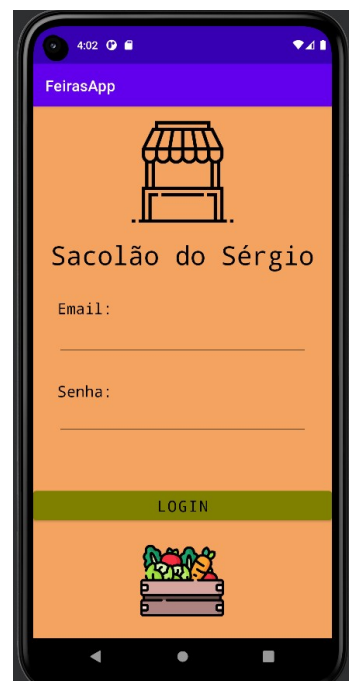 4:02
FeirasApp
Sacolão do Sérgio
Email:
Senha:
LOGIN